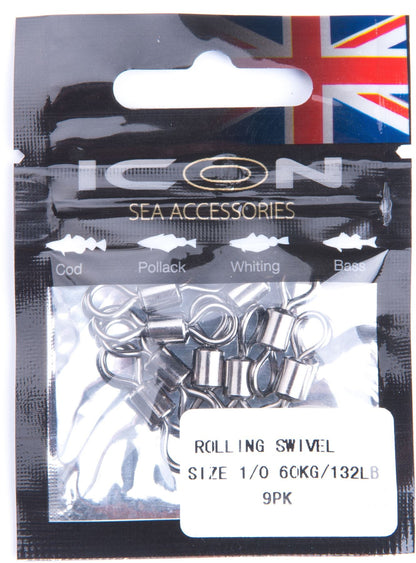 ICON
SEA ACCESSORIES
Cod Pollack Whiting Bass
ROLLING SWIVEL
SIZE 1/0 60KG/132LB
9PK